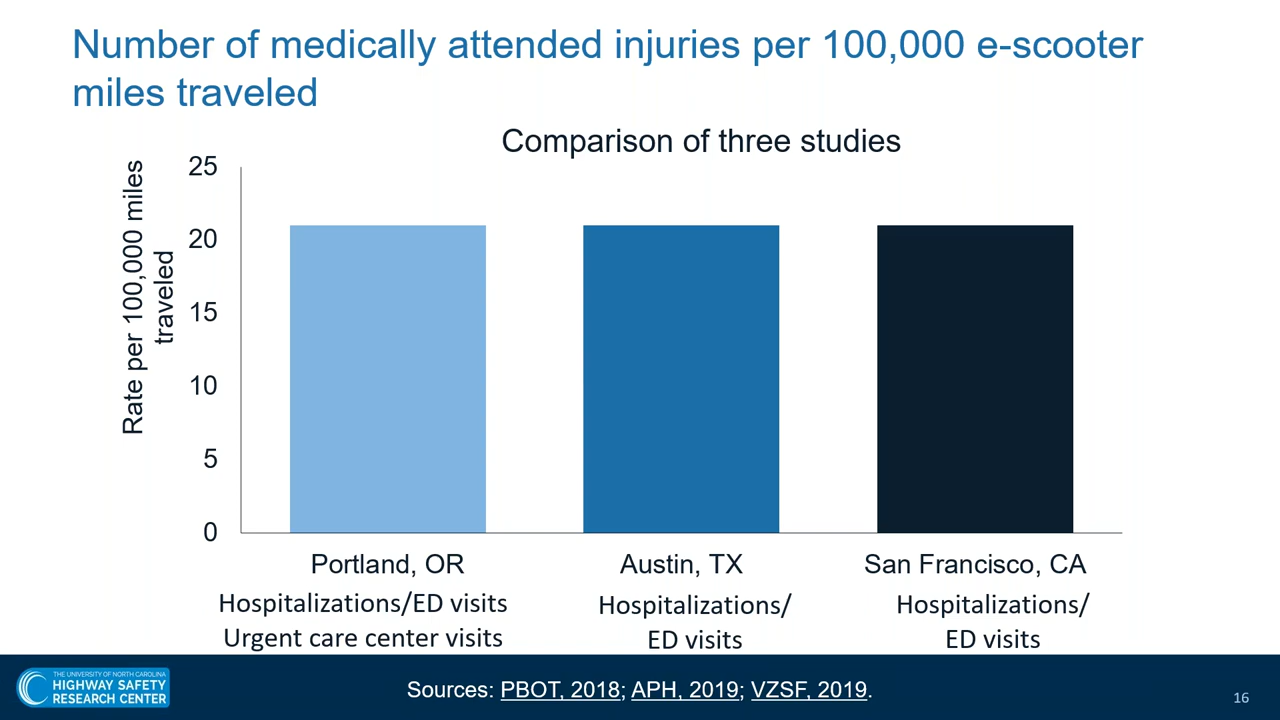 Number of medically attended injuries per 100,000 e-scooter
miles traveled
Comparison of three studies
Rate per 100,000 miles
traveled
25
20
15
10
5
0
Portland, OR
Austin, TX
San Francisco, CA
Hospitalizations/ED visits
Urgent care center visits
Hospitalizations/
ED visits
Hospitalizations/
ED visits
THE UNIVERSITY OF NORTH CAROLINA
HIGHWAY SAFETY
RESEARCH CENTER
Sources: PBOT, 2018; APH, 2019; VZSF, 2019.
16